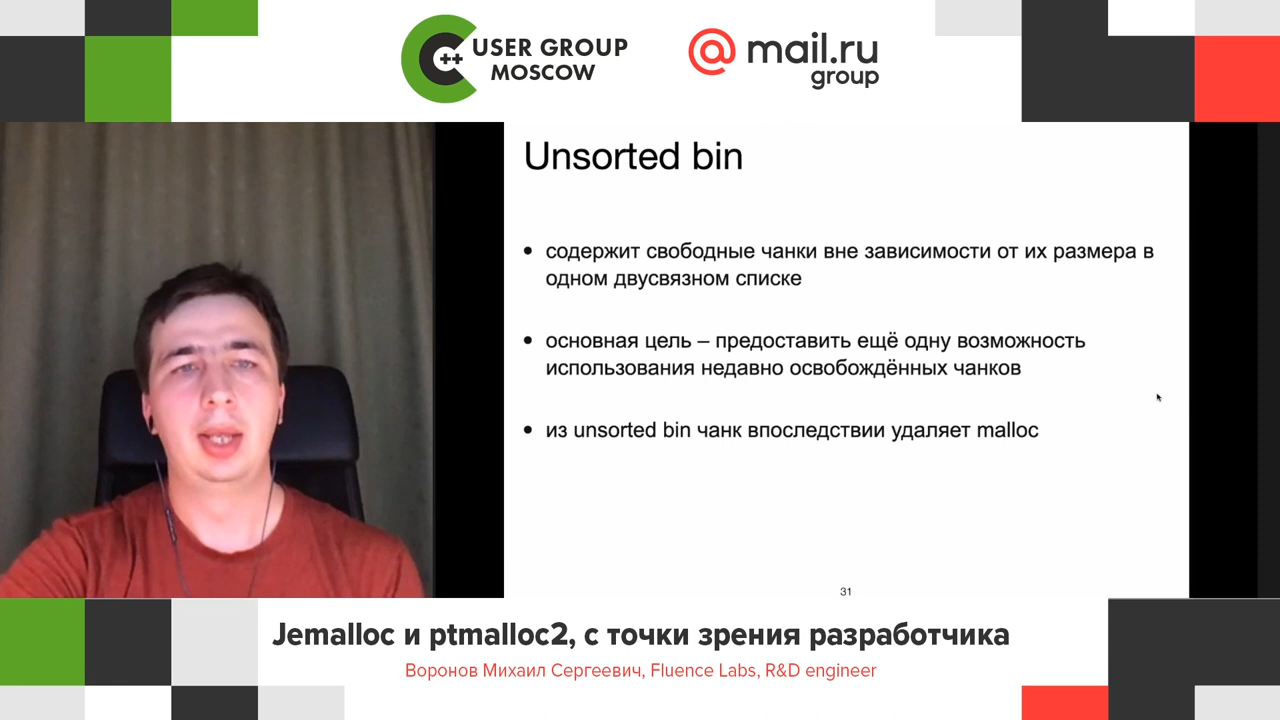 C++
USER GROUP
MOSCOW
@mail.ru
group
Unsorted bin
• содержит свободные чанки вне зависимости от их размера в
одном двусвязном списке
• основная цель – предоставить ещё одну возможность
использования недавно освобождённых чанков
• из unsorted bin чанк впоследствии удаляет malloc
31
Jemalloc и ptmalloc2, с точки зрения разработчика
Воронов Михаил Сергеевич, Fluence Labs, R&D engineer